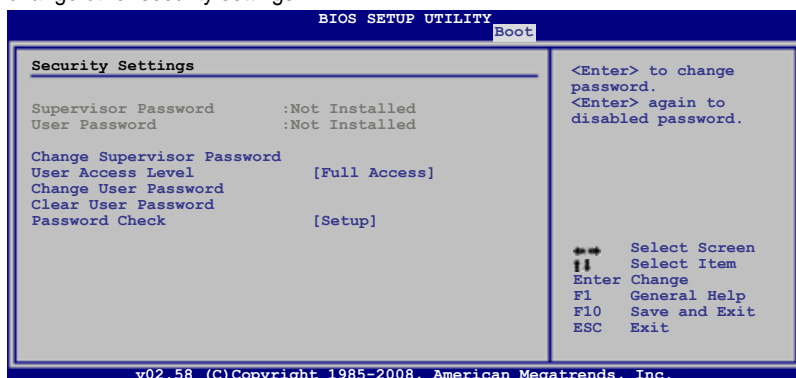 BIOS SETUP UTILITY
Boot
Security Settings
Supervisor Password :Not Installed
User Password :Not Installed
Change Supervisor Password
User Access Level [Full Access]
Change User Password
Clear User Password
Password Check [Setup]
<Enter> to change
password.
<Enter> again to
disabled password.
Select Screen
Select Item
Enter Change
F1 General Help
F10 Save and Exit
ESC Exit
v02.58 (C)Copyright 1985-2008, American Megatrends, Inc.